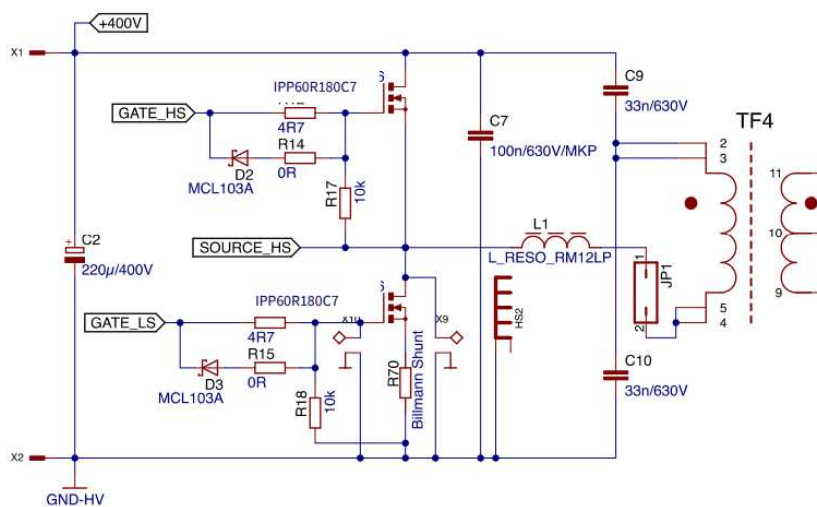 +400V
X1
IPP60R180C7
C9
33n/630V
GATE_HS
4R7
C7
100n/630V/MKP
TF4
2
3
R14
D2
0R
MCL103A
R17
10k
11
10
9
SOURCE_HS
L1
L_RESO_RM12LP
1
JP1
2
5
4
+
C2
220µ/400V
IPP60R180C7
HS2
GATE_LS
X9
4R7
R15
D3
0R
MCL103A
R18
10k
R70
Billmann Shunt
C10
33n/630V
X2
GND-HV